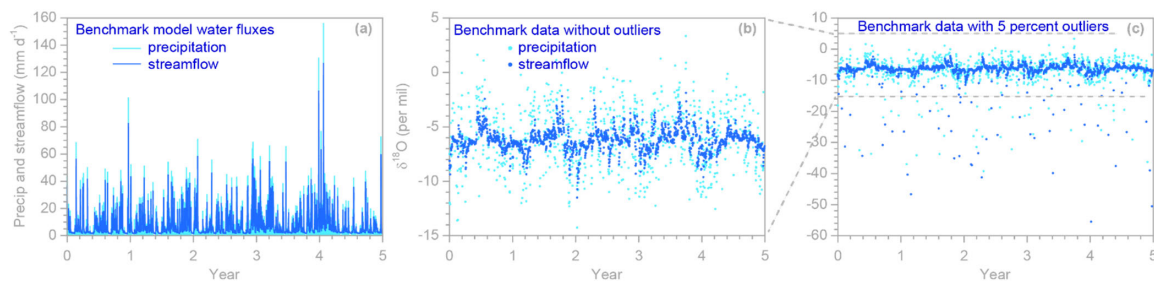 Benchmark model water fluxes
(a)
precipitation
streamflow
Precip and streamflow (mm d⁻¹)
160
140
120
100
80
60
40
20
0
0 1 2 3 4 5
Year
Benchmark data without outliers
(b)
precipitation
streamflow
δ¹⁸O (per mil)
5
0
-5
-10
-15
0 1 2 3 4 5
Year
Benchmark data with 5 percent outliers
(c)
10
0
-10
-20
-30
-40
-50
-60
0 1 2 3 4 5
Year